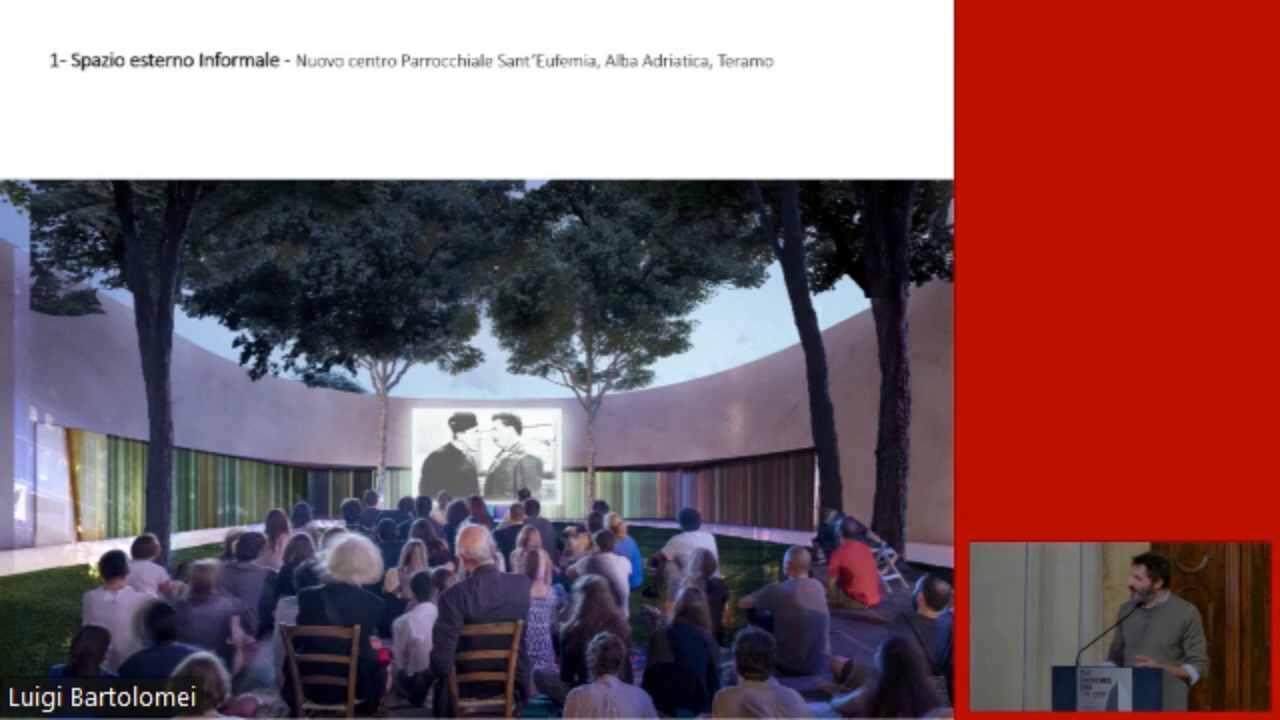 1- Spazio esterno Informale - Nuovo centro Parrocchiale Sant'Eufemia, Alba Adriatica, Teramo
Luigi Bartolomei